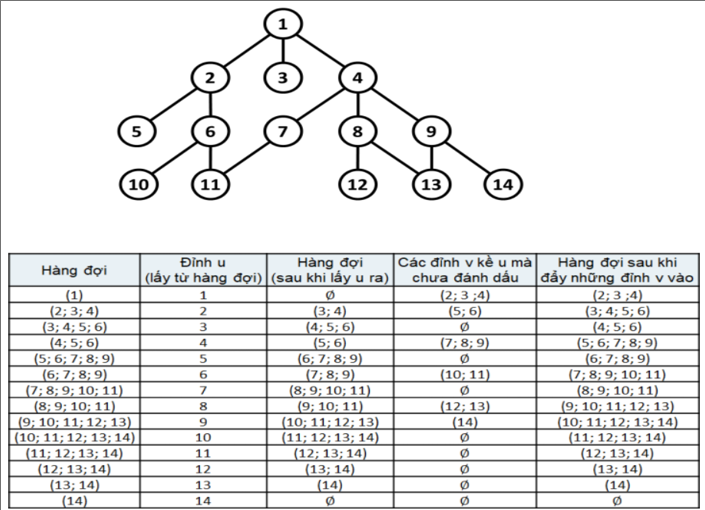 1
2 3 4
5 6 7 8 9
10 11 12 13 14
Hàng đợi Đỉnh u Hàng đợi Các đỉnh v kề u mà Hàng đợi sau khi
(lấy từ hàng đợi) (sau khi lấy u ra) chưa đánh dấu đẩy những đỉnh v vào
(1) 1 Ø (2; 3 ;4) (2; 3 ;4)
(2; 3; 4) 2 (3; 4) (5; 6) (3; 4; 5; 6)
(3; 4; 5; 6) 3 (4; 5; 6) Ø (4; 5; 6)
(4; 5; 6) 4 (5; 6) (7; 8; 9) (5; 6; 7; 8; 9)
(5; 6; 7; 8; 9) 5 (6; 7; 8; 9) Ø (6; 7; 8; 9)
(6; 7; 8; 9) 6 (7; 8; 9) (10; 11) (7; 8; 9; 10; 11)
(7; 8; 9; 10; 11) 7 (8; 9; 10; 11) Ø (8; 9; 10; 11)
(8; 9; 10; 11) 8 (9; 10; 11) (12; 13) (9; 10; 11; 12; 13)
(9; 10; 11; 12; 13) 9 (10; 11; 12; 13) (14) (10; 11; 12; 13; 14)
(10; 11; 12; 13; 14) 10 (11; 12; 13; 14) Ø (11; 12; 13; 14)
(11; 12; 13; 14) 11 (12; 13; 14) Ø (12; 13; 14)
(12; 13; 14) 12 (13; 14) Ø (13; 14)
(13; 14) 13 (14) Ø (14)
(14) 14 Ø Ø Ø